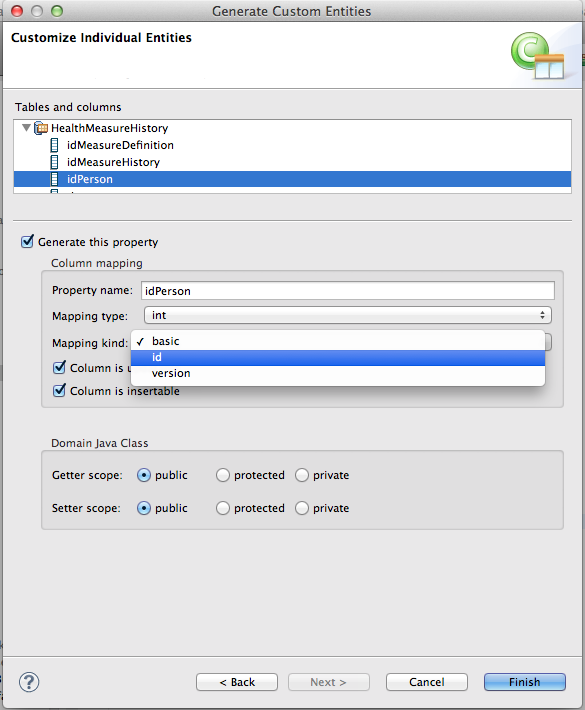 Generate Custom Entities
Customize Individual Entities
Tables and columns
HealthMeasureHistory
idMeasureDefinition
idMeasureHistory
idPerson
Generate this property
Column mapping
Property name: idPerson
Mapping type: int
Mapping kind: ✓ basic
id
Column is u
version
Column is insertable
Domain Java Class
Getter scope: public protected private
Setter scope: public protected private
? < Back Next > Cancel Finish